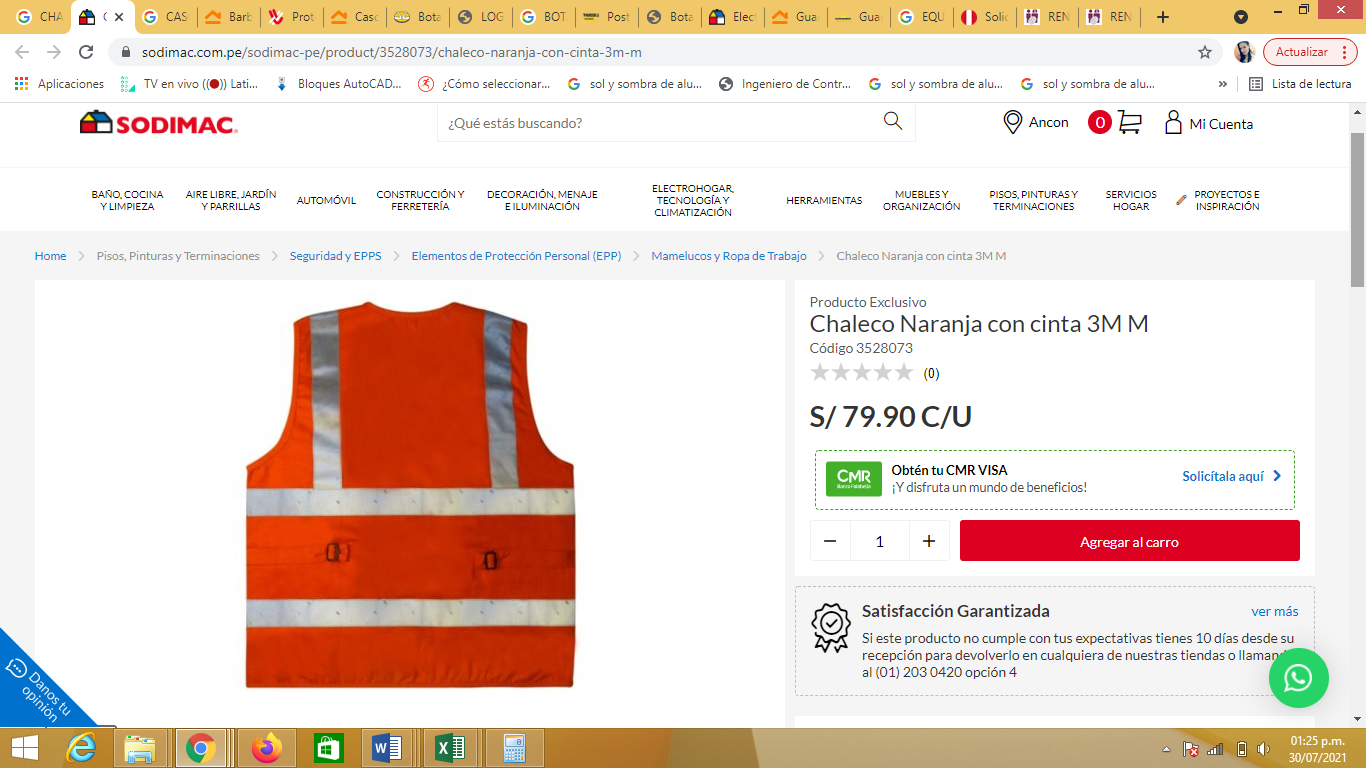 CHA
C
CAS
Barb
Prot
Casc
Bota
LOG
BOT
Post
Bota
Elect
Guar
Gua
EQU
Solic
REN
REN
sodimac.com.pe/sodimac-pe/product/3528073/chaleco-naranja-con-cinta-3m-m
Actualizar
Aplicaciones
TV en vivo ((●)) Lati...
Bloques AutoCAD...
¿Cómo seleccionar...
sol y sombra de alu...
Ingeniero de Contr...
sol y sombra de alu...
sol y sombra de alu...
»
Lista de lectura
SODIMAC
¿Qué estás buscando?
Ancon
0
Mi Cuenta
BAÑO, COCINA
Y LIMPIEZA
AIRE LIBRE, JARDÍN
Y PARRILLAS
AUTOMÓVIL
CONSTRUCCIÓN Y
FERRETERÍA
DECORACIÓN, MENAJE
E ILUMINACIÓN
ELECTROHOGAR,
TECNOLOGÍA Y
CLIMATIZACIÓN
HERRAMIENTAS
MUEBLES Y
ORGANIZACIÓN
PISOS, PINTURAS Y
TERMINACIONES
SERVICIOS
HOGAR
PROYECTOS E
INSPIRACIÓN
Home
Pisos, Pinturas y Terminaciones
Seguridad y EPPS
Elementos de Protección Personal (EPP)
Mamelucos y Ropa de Trabajo
Chaleco Naranja con cinta 3M M
Producto Exclusivo
Chaleco Naranja con cinta 3M M
Código 3528073
(0)
S/ 79.90 C/U
CMR
Banco Falabella
Obtén tu CMR VISA
¡Y disfruta un mundo de beneficios!
Solicítala aquí
− 1 +
Agregar al carro
Satisfacción Garantizada
ver más
Si este producto no cumple con tus expectativas tienes 10 días desde su
recepción para devolverlo en cualquiera de nuestras tiendas o llamand
al (01) 203 0420 opción 4
Danos tu
opinión
01:25 p.m.
30/07/2021